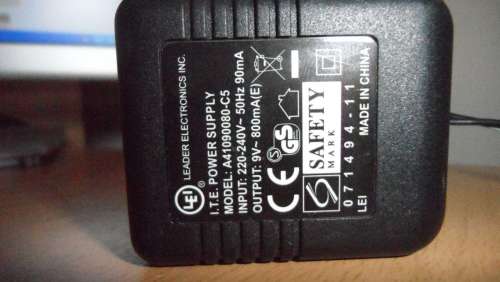 LEI
LEADER ELECTRONICS INC.
I.T.E. POWER SUPPLY
MODEL: A41090080-C5
INPUT: 220-240V~ 50Hz 90mA
OUTPUT: 9V~ 800mA(E)
CE
GS
S
SAFETY
MARK
071494-11
LEI
MADE IN CHINA